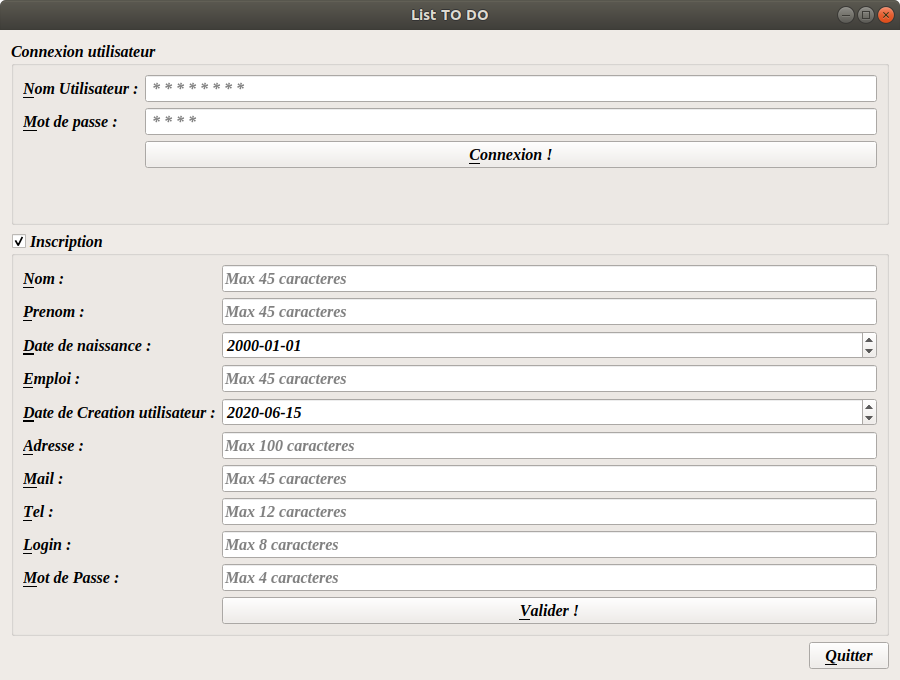 List TO DO
Connexion utilisateur
Nom Utilisateur : * * * * * * * *
Mot de passe : * * * *
Connexion !
Inscription
Nom : Max 45 caracteres
Prenom : Max 45 caracteres
Date de naissance : 2000-01-01
Emploi : Max 45 caracteres
Date de Creation utilisateur : 2020-06-15
Adresse : Max 100 caracteres
Mail : Max 45 caracteres
Tel : Max 12 caracteres
Login : Max 8 caracteres
Mot de Passe : Max 4 caracteres
Valider !
Quitter